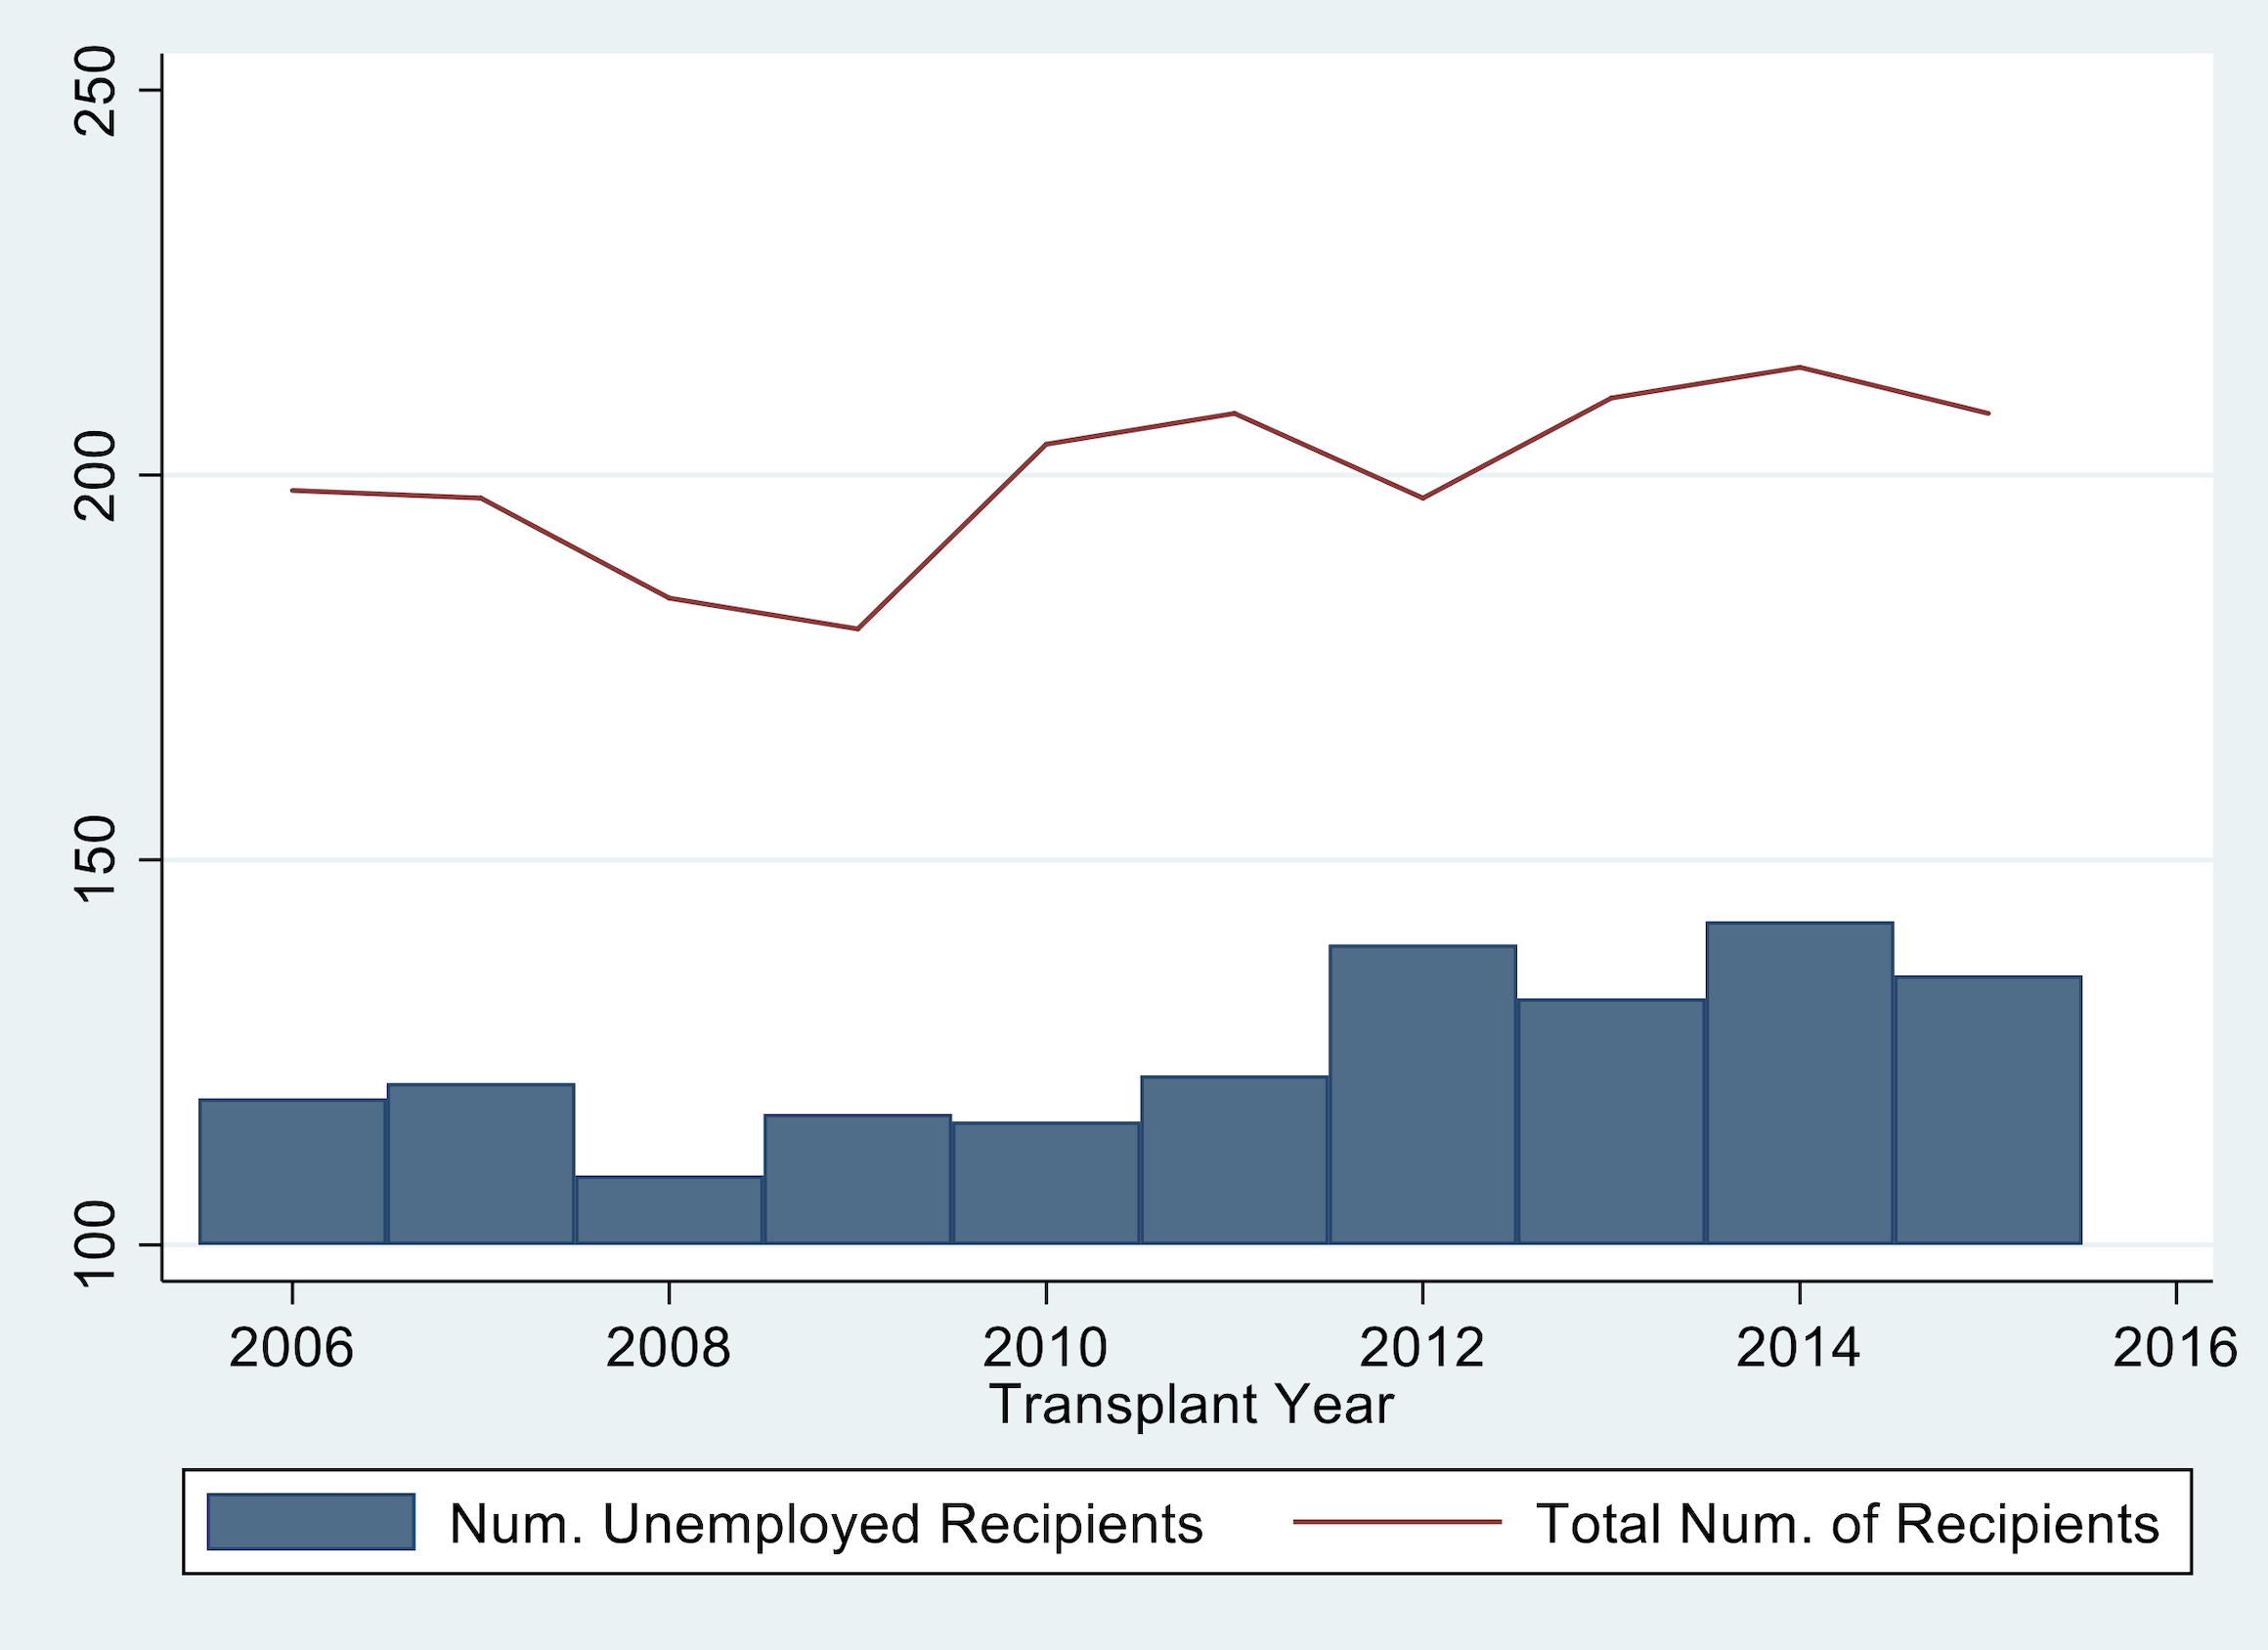 250
200
150
100
2006 2008 2010 2012 2014 2016
Transplant Year
Num. Unemployed Recipients Total Num. of Recipients